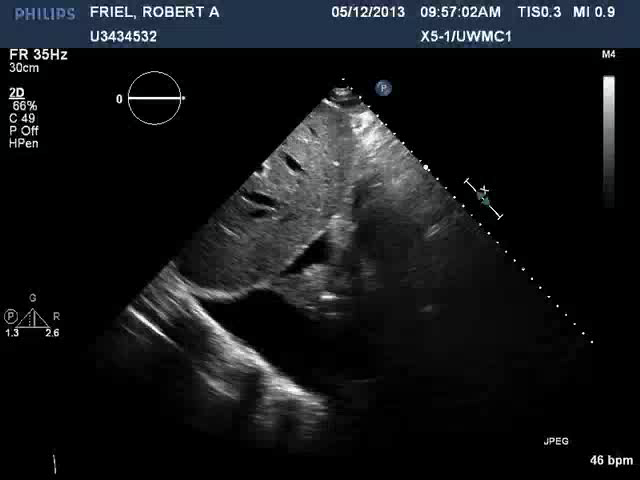 PHILIPS FRIEL, ROBERT A 05/12/2013 09:57:02AM TIS0.3 MI 0.9
U3434532 X5-1/UWMC1
FR 35Hz
30cm
M4
2D
66%
C 49
P Off
HPen
0
P
X
G
P R
1.3 2.6
JPEG
46 bpm